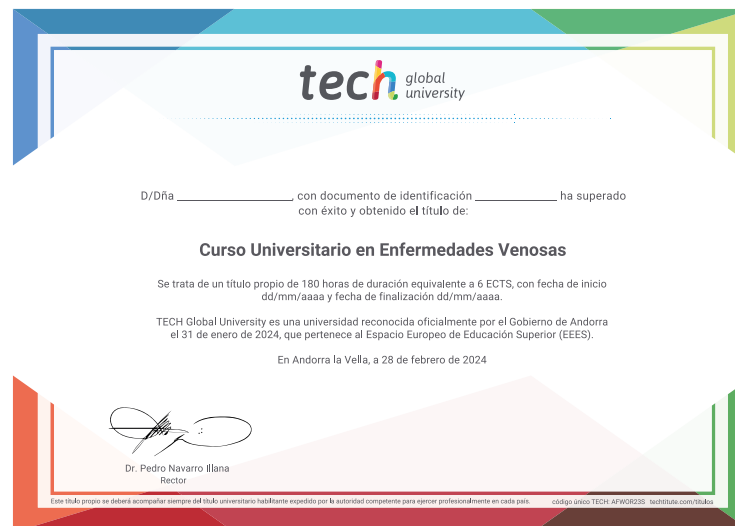 tech global university
D/Dña ____________________, con documento de identificación ______________ ha superado
con éxito y obtenido el título de:
Curso Universitario en Enfermedades Venosas
Se trata de un título propio de 180 horas de duración equivalente a 6 ECTS, con fecha de inicio
dd/mm/aaaa y fecha de finalización dd/mm/aaaa.
TECH Global University es una universidad reconocida oficialmente por el Gobierno de Andorra
el 31 de enero de 2024, que pertenece al Espacio Europeo de Educación Superior (EEES).
En Andorra la Vella, a 28 de febrero de 2024
Dr. Pedro Navarro Illana
Rector
Este título propio se deberá acompañar siempre del título universitario habilitante expedido por la autoridad competente para ejercer profesionalmente en cada país. código único TECH: AFWOR23S techtitute.com/titulos